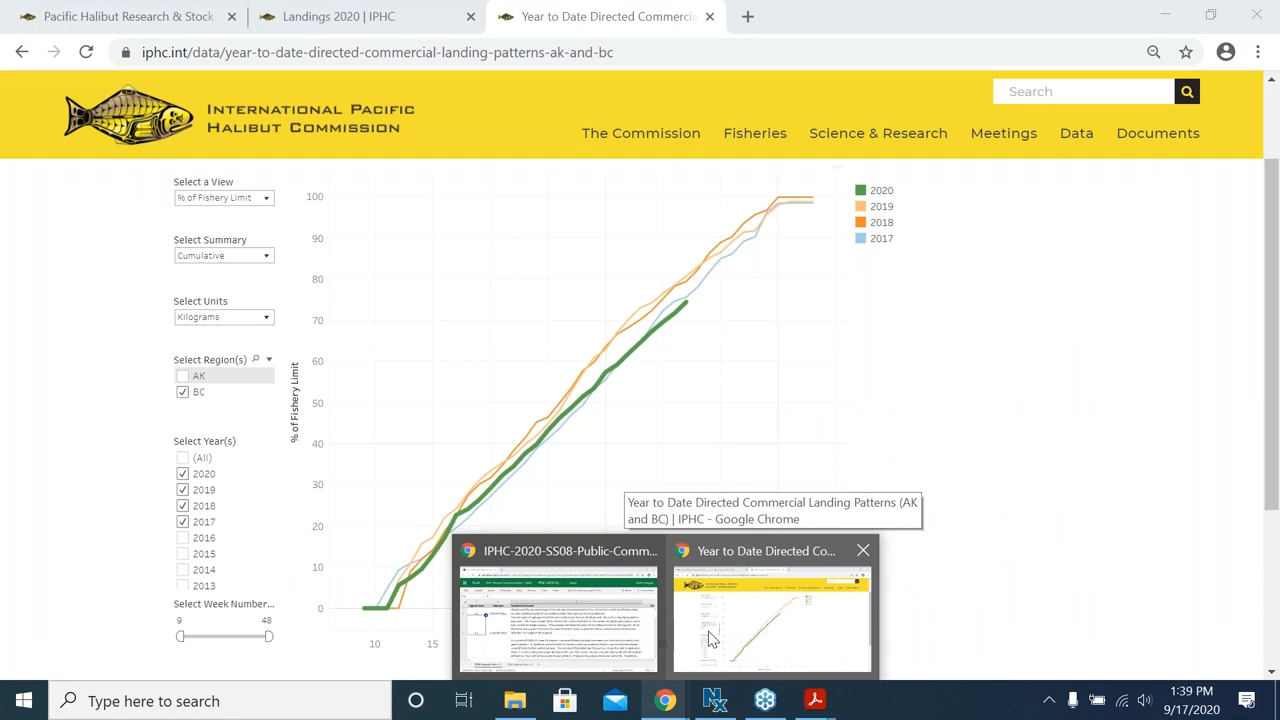 Pacific Halibut Research & Stock
Landings 2020 | IPHC
Year to Date Directed Commercia
iphc.int/data/year-to-date-directed-commercial-landing-patterns-ak-and-bc
INTERNATIONAL PACIFIC
HALIBUT COMMISSION
Search
The Commission
Fisheries
Science & Research
Meetings
Data
Documents
Select a View
% of Fishery Limit
Select Summary
Cumulative
Select Units
Kilograms
Select Region(s)
AK
BC
Select Year(s)
(All)
2020
2019
2018
2017
2016
2015
2014
Select Week Number...
% of Fishery Limit
100
90
80
70
60
50
40
30
20
10
0
10
15
2020
2019
2018
2017
Year to Date Directed Commercial Landing Patterns (AK
and BC) | IPHC - Google Chrome
IPHC-2020-SS08-Public-Comm...
Year to Date Directed Co...
Type here to search
1:39 PM
9/17/2020